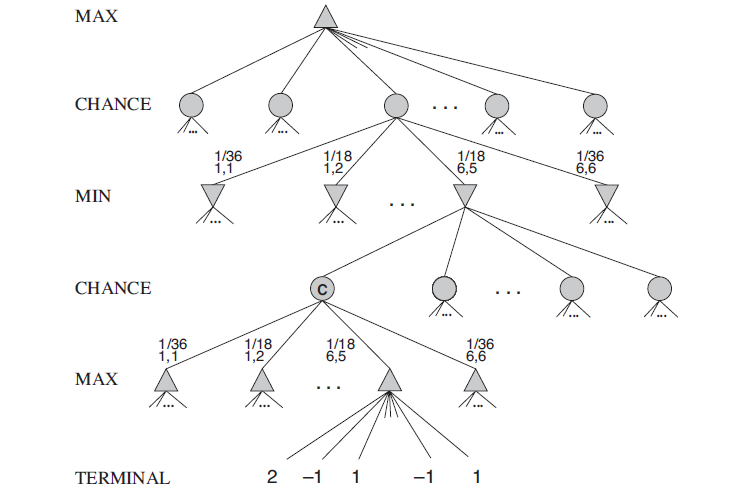 MAX
CHANCE
...
... ... ... ... ...
1/36 1/18 1/18 1/36
1,1 1,2 6,5 6,6
MIN
...
... ... ...
CHANCE
C
...
... ... ...
1/36 1/18 1/18 1/36
1,1 1,2 6,5 6,6
MAX
...
... ... ...
TERMINAL 2 –1 1 –1 1